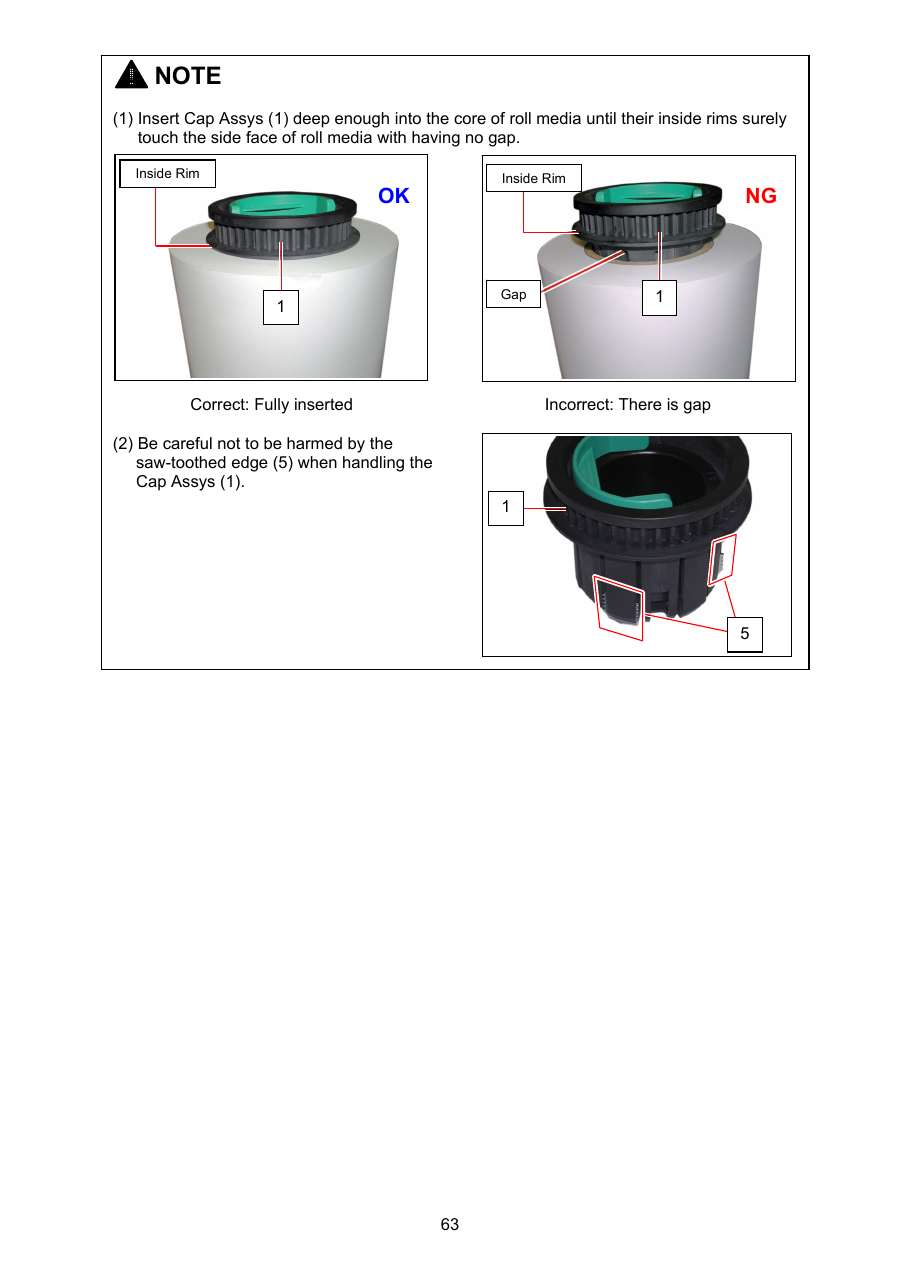 NOTE
(1) Insert Cap Assys (1) deep enough into the core of roll media until their inside rims surely
touch the side face of roll media with having no gap.
Inside Rim
OK
1
Inside Rim
NG
Gap
1
Correct: Fully inserted
Incorrect: There is gap
(2) Be careful not to be harmed by the
saw-toothed edge (5) when handling the
Cap Assys (1).
1
5
63